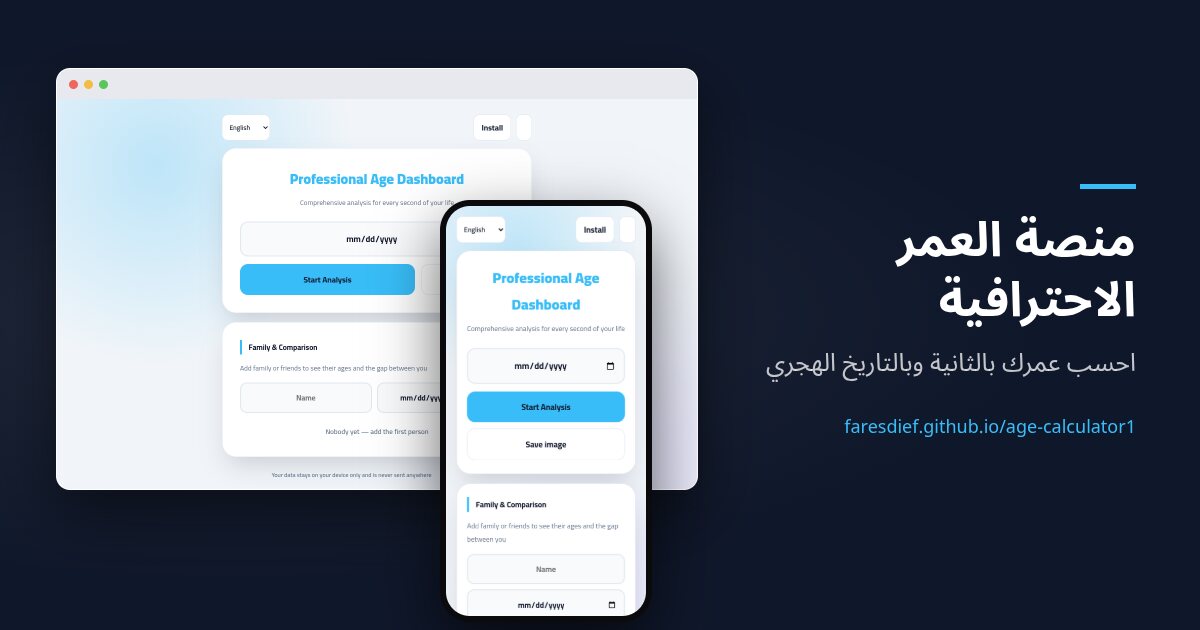 English
Install
Professional Age Dashboard
Comprehensive analysis for every second of your life
mm/dd/yyyy
Start Analysis
Family & Comparison
Add family or friends to see their ages and the gap between you
Name
mm/dd/yyyy
Nobody yet — add the first person
Your data stays on your device only and is never sent anywhere
English
Install
Professional Age
Dashboard
Comprehensive analysis for every second of your life
mm/dd/yyyy
Start Analysis
Save image
Family & Comparison
Add family or friends to see their ages and the gap
between you
Name
mm/dd/yyyy
منصة العمر
الاحترافية
احسب عمرك بالثانية وبالتاريخ الهجري
faresdief.github.io/age-calculator1